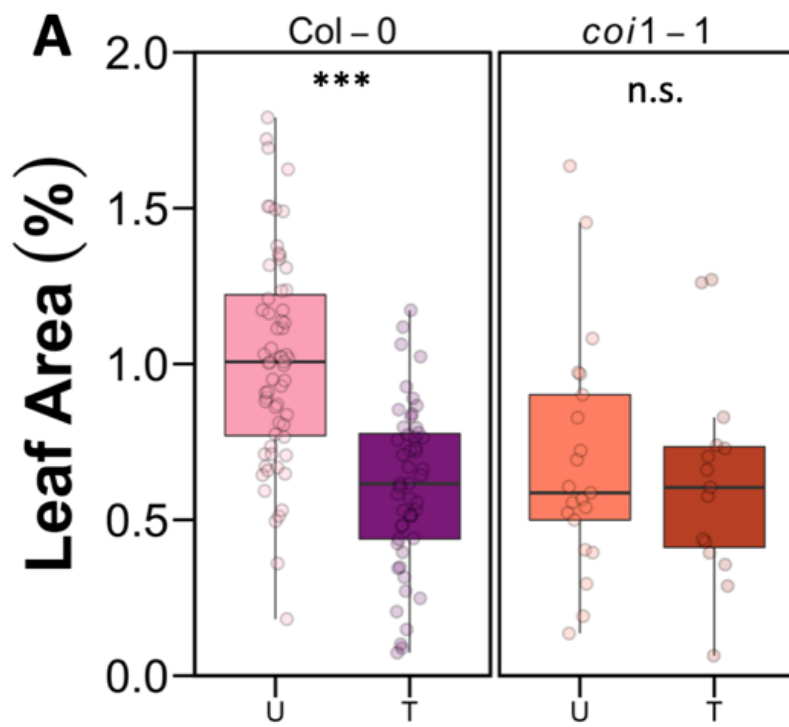 A
Col – 0
coi1 – 1
2.0
1.5
1.0
0.5
0.0
Leaf Area (%)
***
n.s.
U
T
U
T